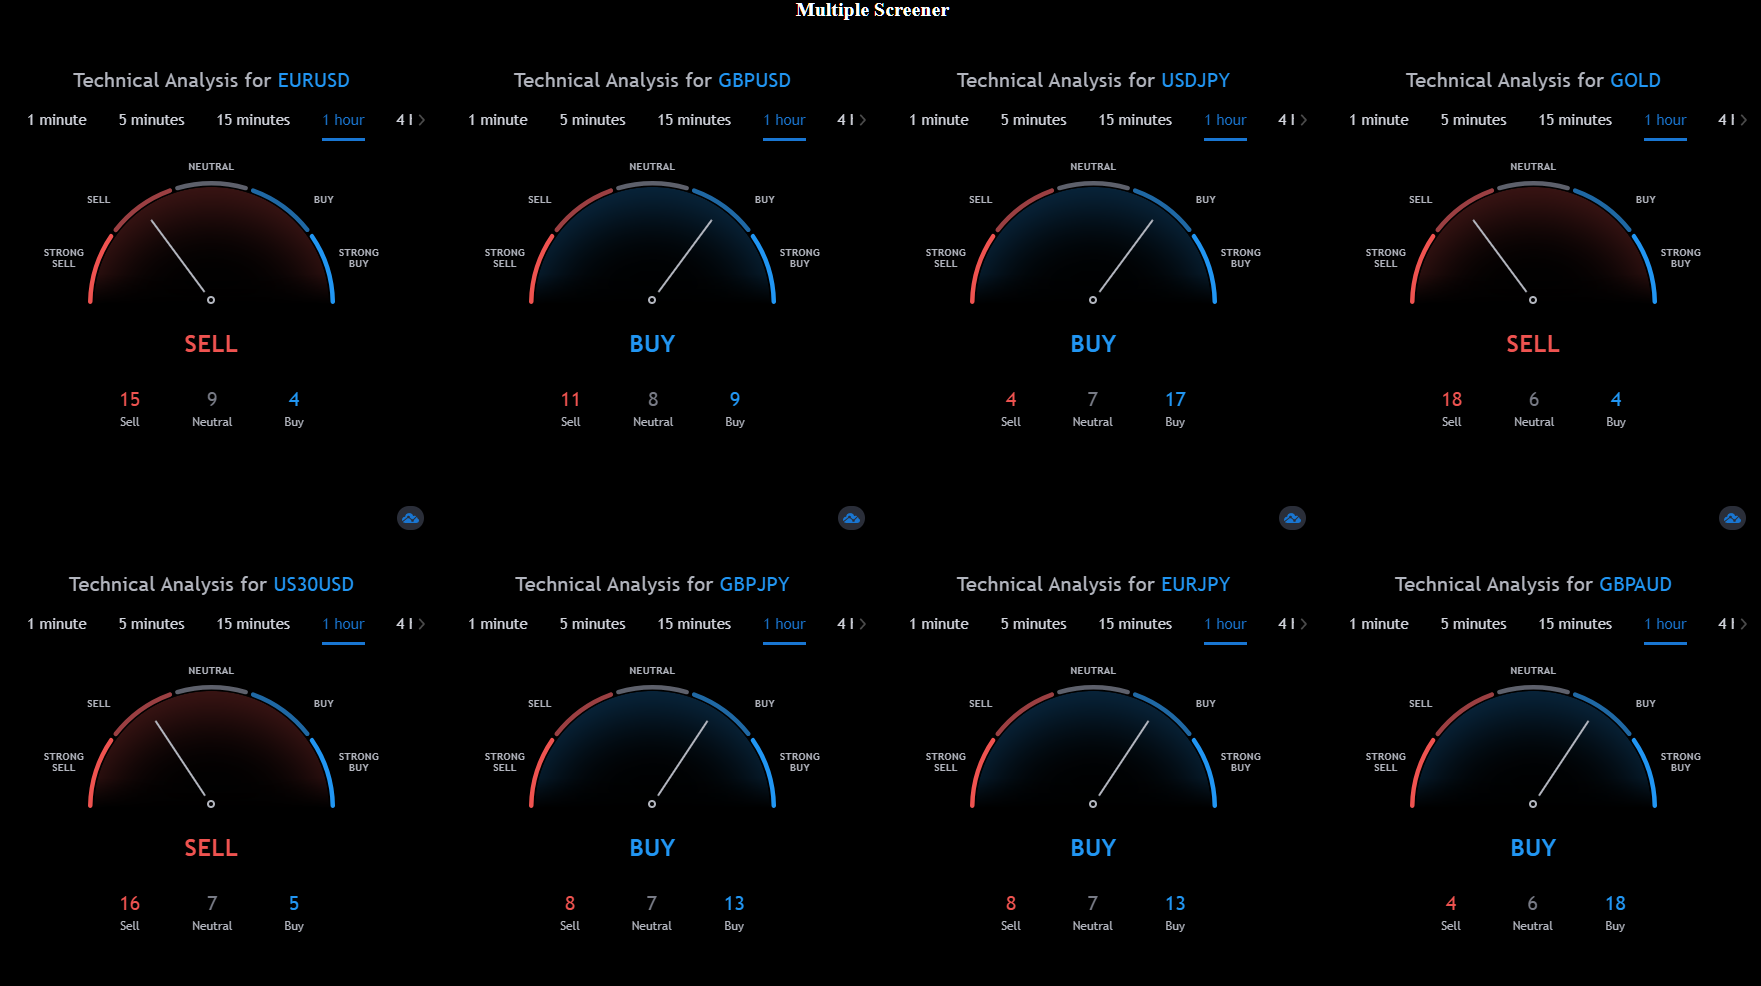 Multiple Screener
Technical Analysis for EURUSD
1 minute 5 minutes 15 minutes 1 hour 4 l
NEUTRAL
SELL BUY
STRONG SELL STRONG BUY
SELL
15 9 4
Sell Neutral Buy
Technical Analysis for GBPUSD
1 minute 5 minutes 15 minutes 1 hour 4 l
NEUTRAL
SELL BUY
STRONG SELL STRONG BUY
BUY
11 8 9
Sell Neutral Buy
Technical Analysis for USDJPY
1 minute 5 minutes 15 minutes 1 hour 4 l
NEUTRAL
SELL BUY
STRONG SELL STRONG BUY
BUY
4 7 17
Sell Neutral Buy
Technical Analysis for GOLD
1 minute 5 minutes 15 minutes 1 hour 4 l
NEUTRAL
SELL BUY
STRONG SELL STRONG BUY
SELL
18 6 4
Sell Neutral Buy
Technical Analysis for US30USD
1 minute 5 minutes 15 minutes 1 hour 4 l
NEUTRAL
SELL BUY
STRONG SELL STRONG BUY
SELL
16 7 5
Sell Neutral Buy
Technical Analysis for GBPJPY
1 minute 5 minutes 15 minutes 1 hour 4 l
NEUTRAL
SELL BUY
STRONG SELL STRONG BUY
BUY
8 7 13
Sell Neutral Buy
Technical Analysis for EURJPY
1 minute 5 minutes 15 minutes 1 hour 4 l
NEUTRAL
SELL BUY
STRONG SELL STRONG BUY
BUY
8 7 13
Sell Neutral Buy
Technical Analysis for GBPAUD
1 minute 5 minutes 15 minutes 1 hour 4 l
NEUTRAL
SELL BUY
STRONG SELL STRONG BUY
BUY
4 6 18
Sell Neutral Buy